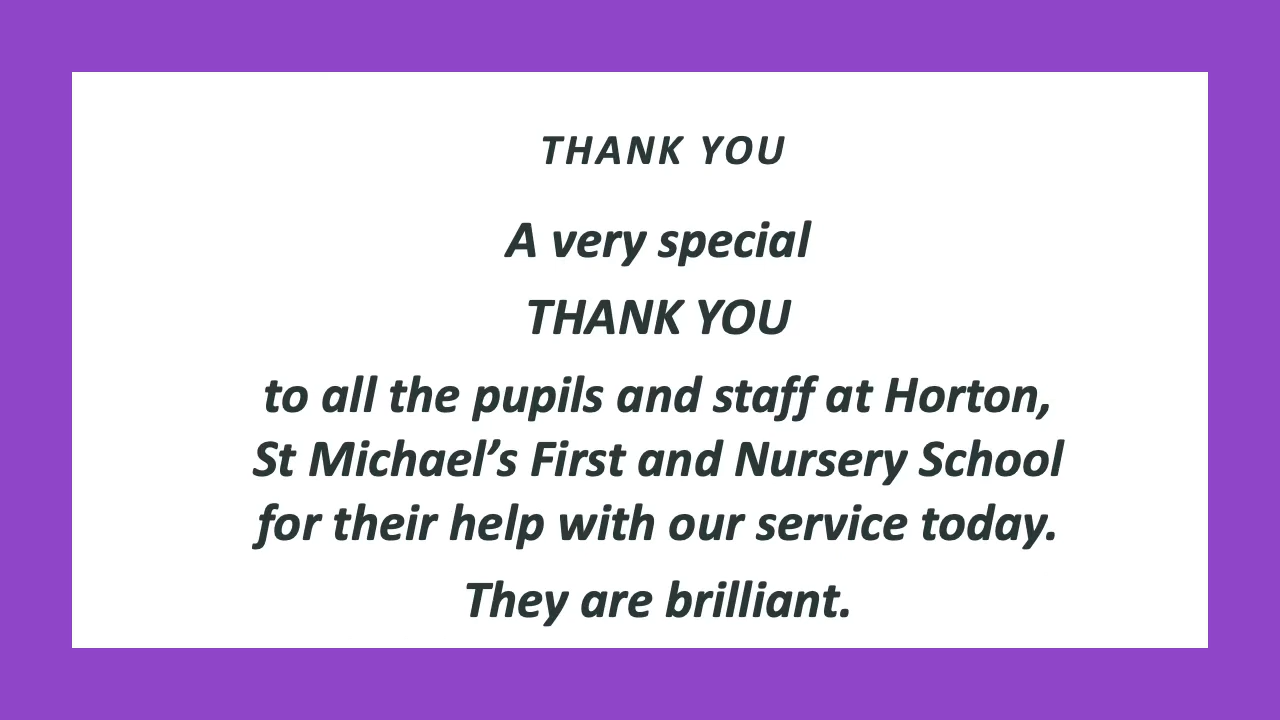 THANK YOU
A very special
THANK YOU
to all the pupils and staff at Horton,
St Michael’s First and Nursery School
for their help with our service today.
They are brilliant.